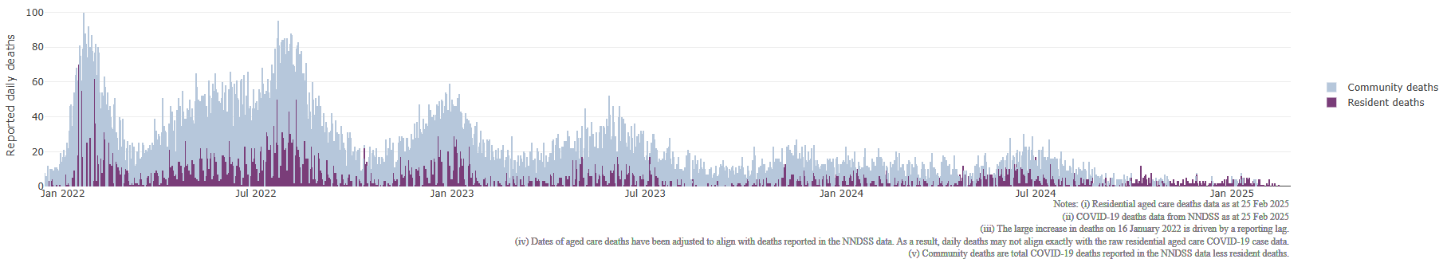 100
80
60
40
20
0
Reported daily deaths
Jan 2022 Jul 2022 Jan 2023 Jul 2023 Jan 2024 Jul 2024 Jan 2025
Community deaths
Resident deaths
Notes: (i) Residential aged care deaths data as at 25 Feb 2025
(ii) COVID-19 deaths data from NNDSS as at 25 Feb 2025
(iii) The large increase in deaths on 16 January 2022 is driven by a reporting lag.
(iv) Dates of aged care deaths have been adjusted to align with deaths reported in the NNDSS data. As a result, daily deaths may not align exactly with the raw residential aged care COVID-19 case data.
(v) Community deaths are total COVID-19 deaths reported in the NNDSS data less resident deaths.